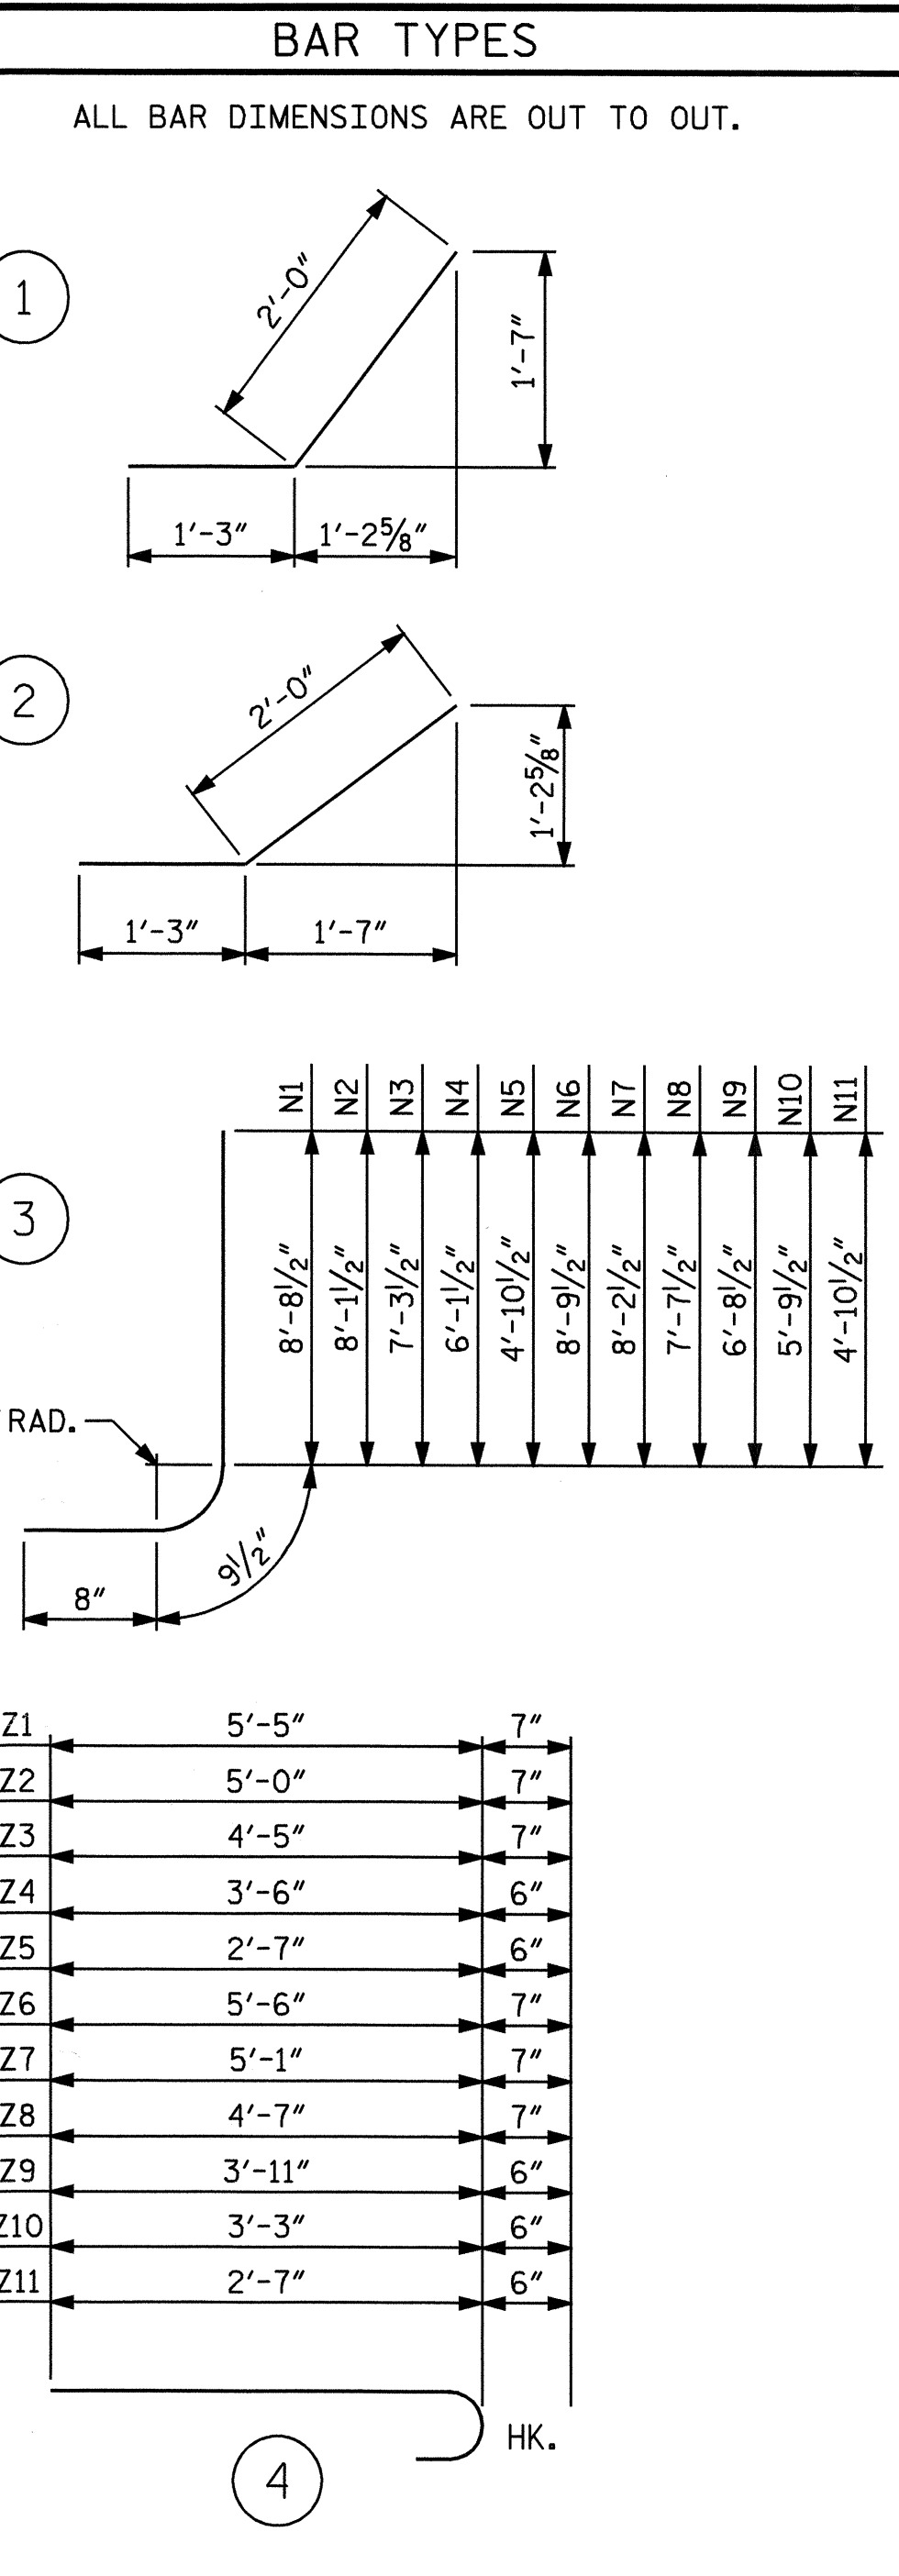 BAR TYPES
ALL BAR DIMENSIONS ARE OUT TO OUT.
1
2'-0"
1'-7"
1'-3" 1'-2⅝"
2
2'-0"
1'-2⅝"
1'-3" 1'-7"
3
N1 N2 N3 N4 N5 N6 N7 N8 N9 N10 N11
8'-8½" 8'-1½" 7'-3½" 6'-1½" 4'-10½" 8'-9½" 8'-2½" 7'-7½" 6'-8½" 5'-9½" 4'-10½"
RAD.
9½"
8"
Z1 5'-5" 7"
Z2 5'-0" 7"
Z3 4'-5" 7"
Z4 3'-6" 6"
Z5 2'-7" 6"
Z6 5'-6" 7"
Z7 5'-1" 7"
Z8 4'-7" 7"
Z9 3'-11" 6"
Z10 3'-3" 6"
Z11 2'-7" 6"
HK.
4